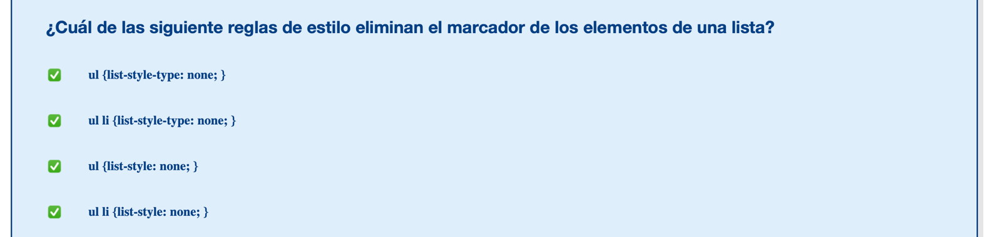 ¿Cuál de las siguiente reglas de estilo eliminan el marcador de los elementos de una lista?
ul {list-style-type: none; }
ul li {list-style-type: none; }
ul {list-style: none; }
ul li {list-style: none; }